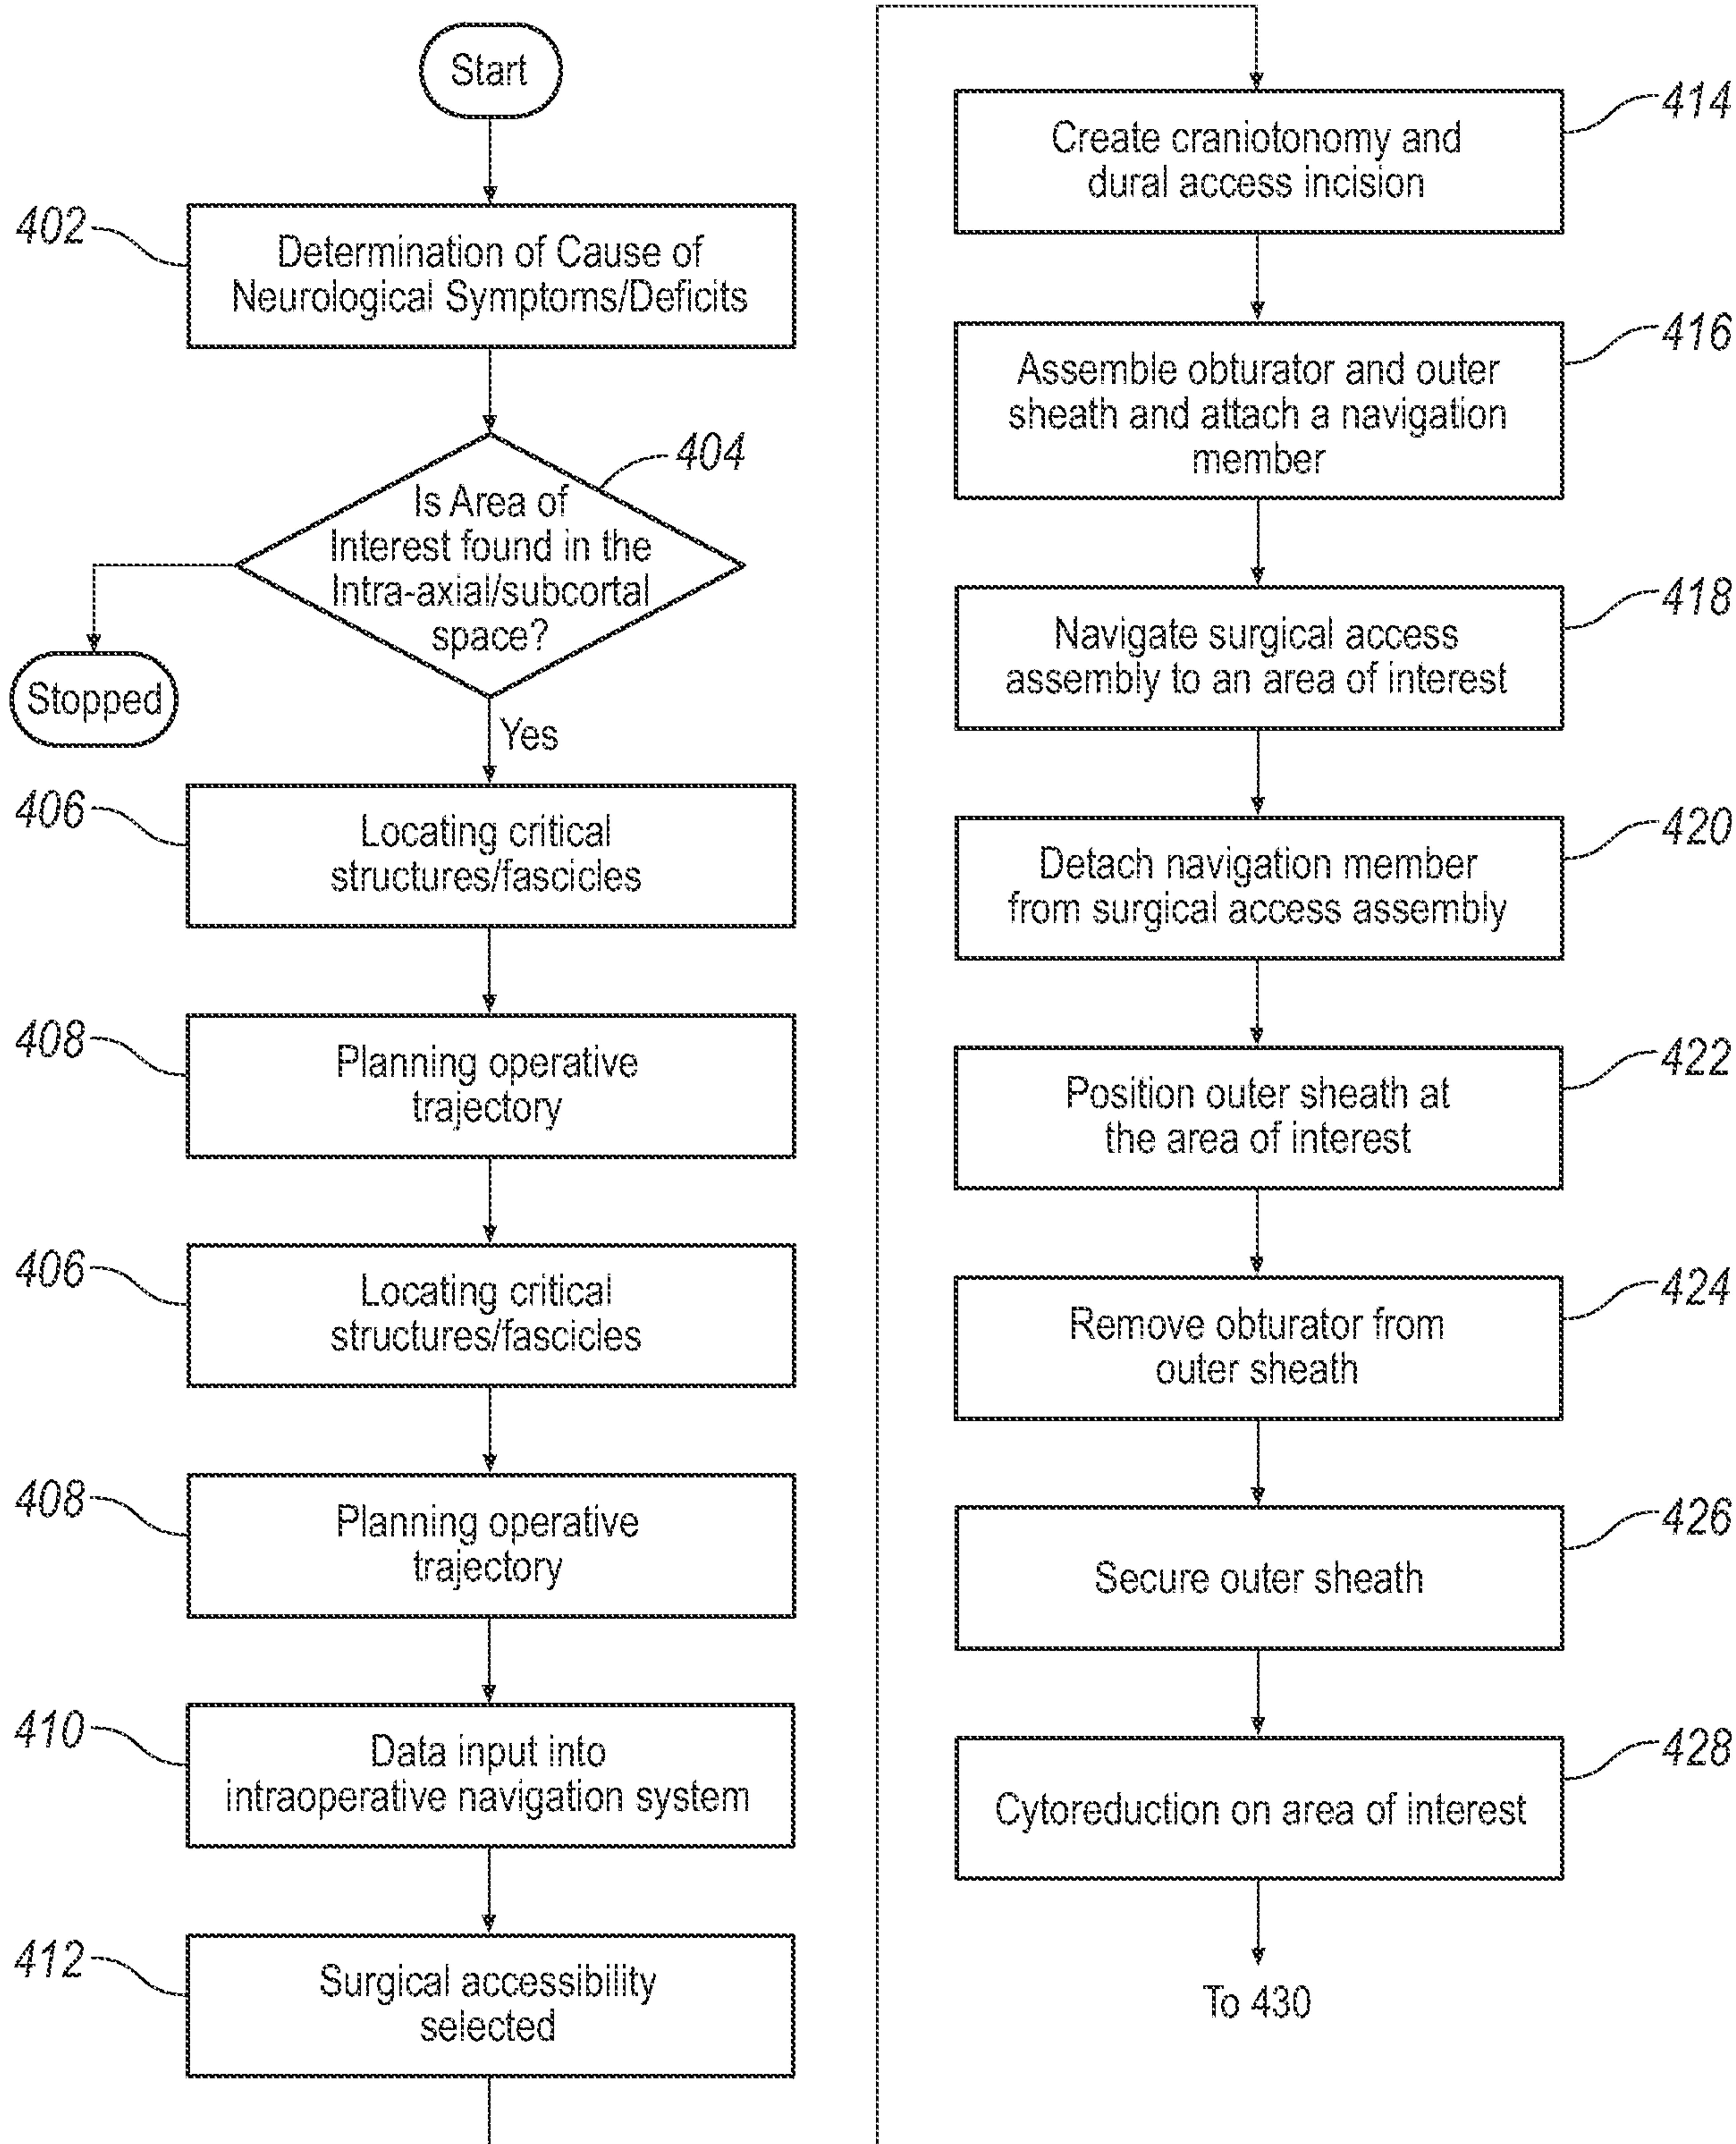 Start
402
Determination of Cause of
Neurological Symptoms/Deficits
404
Is Area of
Interest found in the
Intra-axial/subcortal
space?
Stopped
Yes
406
Locating critical
structures/fascicles
408
Planning operative
trajectory
406
Locating critical
structures/fascicles
408
Planning operative
trajectory
410
Data input into
intraoperative navigation system
412
Surgical accessibility
selected
414
Create craniotonomy and
dural access incision
416
Assemble obturator and outer
sheath and attach a navigation
member
418
Navigate surgical access
assembly to an area of interest
420
Detach navigation member
from surgical access assembly
422
Position outer sheath at
the area of interest
424
Remove obturator from
outer sheath
426
Secure outer sheath
428
Cytoreduction on area of interest
To 430